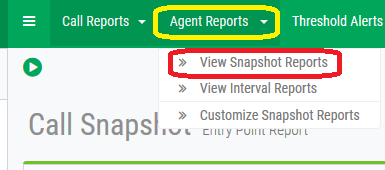 Call Reports
Agent Reports
Threshold Alerts
View Snapshot Reports
View Interval Reports
Customize Snapshot Reports
Call Snapshot Entry Point Report